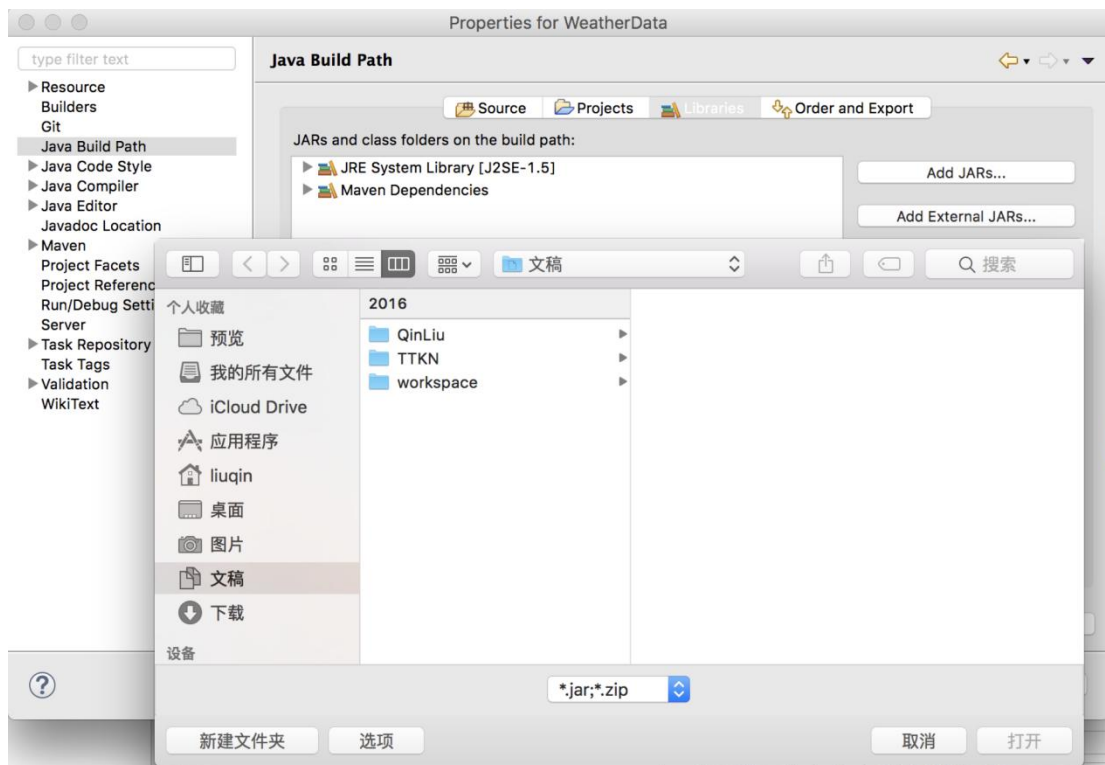 Properties for WeatherData
type filter text
Java Build Path
Resource
Builders
Git
Java Build Path
Java Code Style
Java Compiler
Java Editor
Javadoc Location
Maven
Project Facets
Project Referenc
Run/Debug Setti
Server
Task Repository
Task Tags
Validation
WikiText
Source
Projects
Libraries
Order and Export
JARs and class folders on the build path:
JRE System Library [J2SE-1.5]
Maven Dependencies
Add JARs...
Add External JARs...
文稿
搜索
个人收藏
预览
我的所有文件
iCloud Drive
应用程序
liuqin
桌面
图片
文稿
下载
设备
2016
QinLiu
TTKN
workspace
*.jar;*.zip
新建文件夹
选项
取消
打开